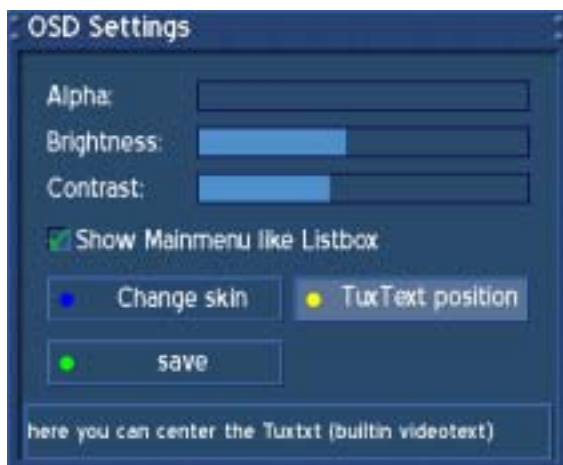 OSD Settings
Alpha:
Brightness:
Contrast:
Show Mainmenu like Listbox
Change skin
TuxText position
save
here you can center the Tuxtxt (builtin videotext)